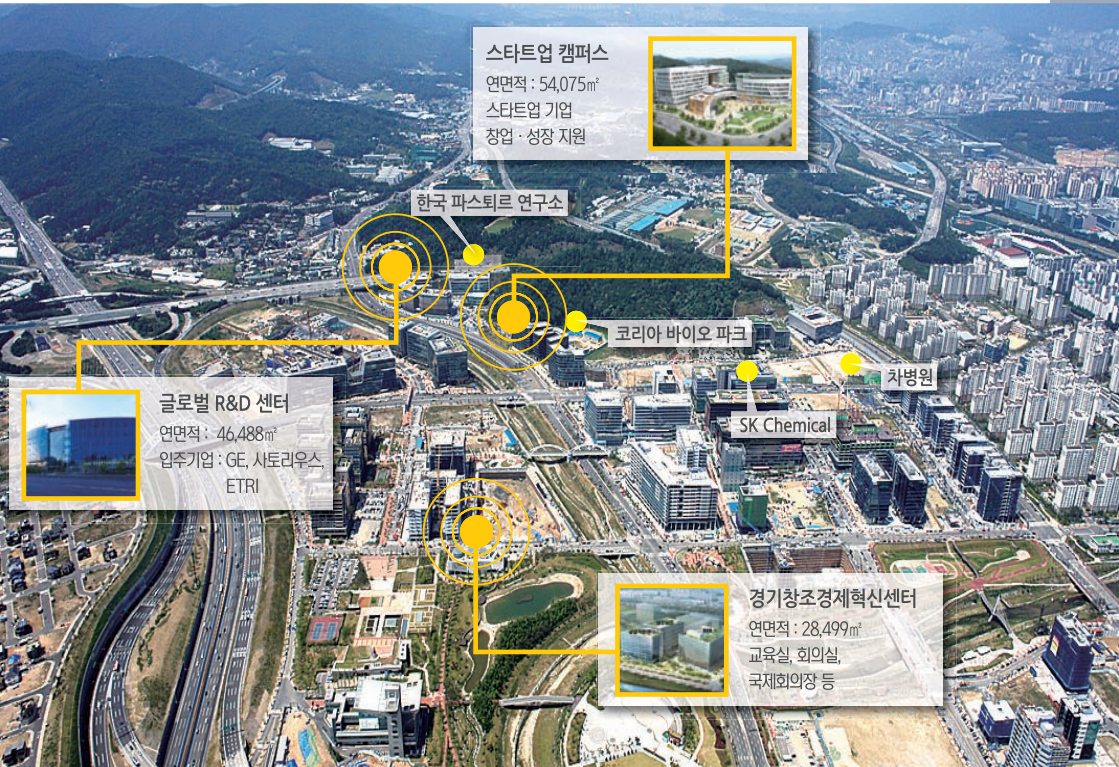 스타트업 캠퍼스
연면적 : 54,075㎡
스타트업 기업
창업 · 성장 지원
한국 파스퇴르 연구소
코리아 바이오 파크
차병원
SK Chemical
글로벌 R&D 센터
연면적 : 46,488㎡
입주기업 : GE, 사토리우스,
ETRI
경기창조경제혁신센터
연면적 : 28,499㎡
교육실, 회의실,
국제회의장 등